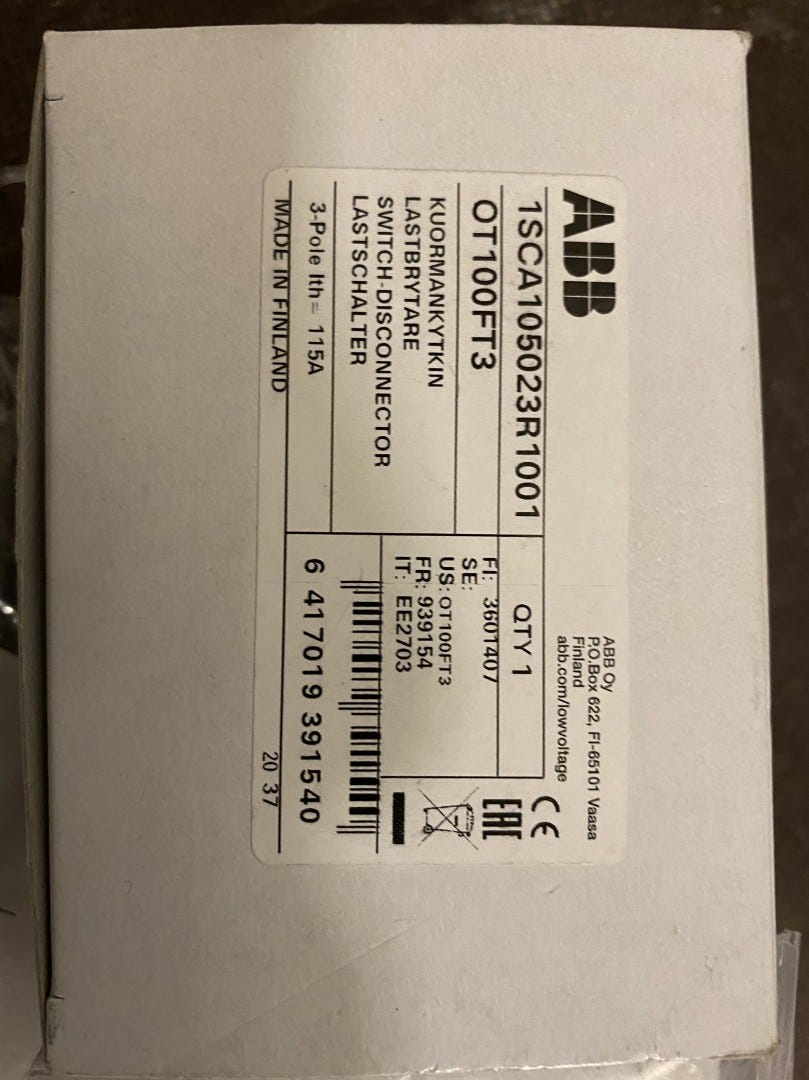 ABB
ABB Oy
P.O.Box 622, FI-65101 Vaasa
Finland
abb.com/lowvoltage
1SCA105023R1001
QTY 1
OT100FT3
KUORMANKYTKIN
LASTBRYTARE
SWITCH-DISCONNECTOR
LASTSCHALTER
FI: 3601407
SE:
US: OT100FT3
FR: 939154
IT: EE2703
CE
EAC
3-Pole Ith= 115A
6 417019 391540
MADE IN FINLAND
20 37